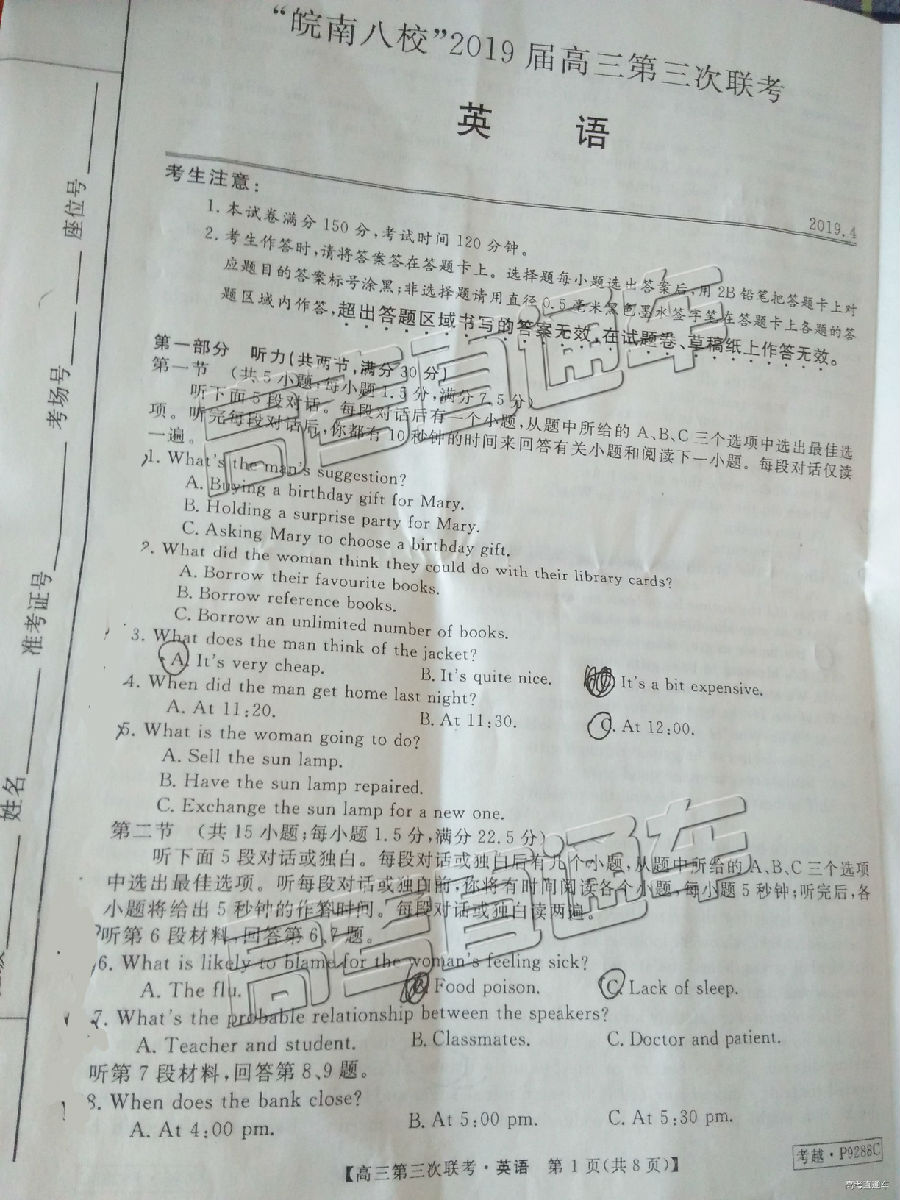 “皖南八校”2019届高三第三次联考
英 语
2019.4
考生注意：
1. 本试卷满分150分,考试时间120分钟。
2. 考生作答时,请将答案答在答题卡上。选择题每小题选出答案后,用2B铅笔把答题卡上对
应题目的答案标号涂黑;非选择题请用直径0.5毫米黑色墨水签字笔在答题卡上各题的答
题区域内作答,超出答题区域书写的答案无效,在试题卷、草稿纸上作答无效。
第一部分 听力(共两节,满分30分)
第一节 (共5小题;每小题1.5分,满分7.5分)
听下面5段对话。每段对话后有一个小题,从题中所给的A、B、C三个选项中选出最佳选
项。听完每段对话后,你都有10秒钟的时间来回答有关小题和阅读下一小题。每段对话仅读
一遍。
1. What's the man's suggestion?
A. Buying a birthday gift for Mary.
B. Holding a surprise party for Mary.
C. Asking Mary to choose a birthday gift.
2. What did the woman think they could do with their library cards?
A. Borrow their favourite books.
B. Borrow reference books.
C. Borrow an unlimited number of books.
3. What does the man think of the jacket?
A. It's very cheap. B. It's quite nice. It's a bit expensive.
4. When did the man get home last night?
A. At 11:20. B. At 11:30. C. At 12:00.
5. What is the woman going to do?
A. Sell the sun lamp.
B. Have the sun lamp repaired.
C. Exchange the sun lamp for a new one.
第二节 (共15小题;每小题1.5分,满分22.5分)
听下面5段对话或独白。每段对话或独白后有几个小题,从题中所给的A、B、C三个选项
中选出最佳选项。听每段对话或独白前,你将有时间阅读各个小题,每小题5秒钟;听完后,各
小题将给出5秒钟的作答时间。每段对话或独白读两遍。
听第6段材料,回答第6、7题。
6. What is likely to blame for the woman's feeling sick?
A. The flu. B. Food poison. C. Lack of sleep.
7. What's the probable relationship between the speakers?
A. Teacher and student. B. Classmates. C. Doctor and patient.
听第7段材料,回答第8、9题。
8. When does the bank close?
A. At 4:00 pm. B. At 5:00 pm. C. At 5:30 pm.
【高三第三次联考·英语 第1页(共8页)】
考越·P9288C
座位号
考场号
准考证号
姓名
高考直通车
高考直通车
高考直通车